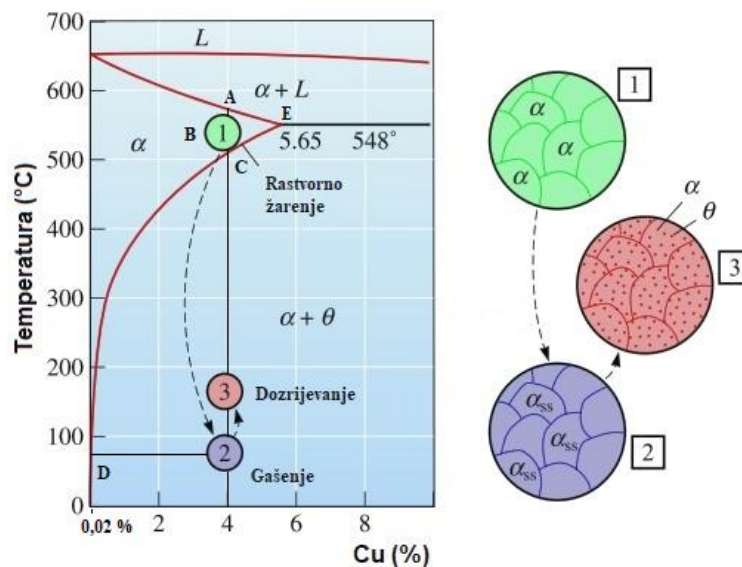 Temperatura (°C)
700
600
500
400
300
200
100
0
L
A
α + L
E
B
1
α
5.65
548°
C
Rastvorno
žarenje
α + θ
3
Dozrijevanje
2
Gašenje
D
0,02 %
2
4
6
8
Cu (%)
1
α
α
α
α
θ
3
αss
αss
αss
2